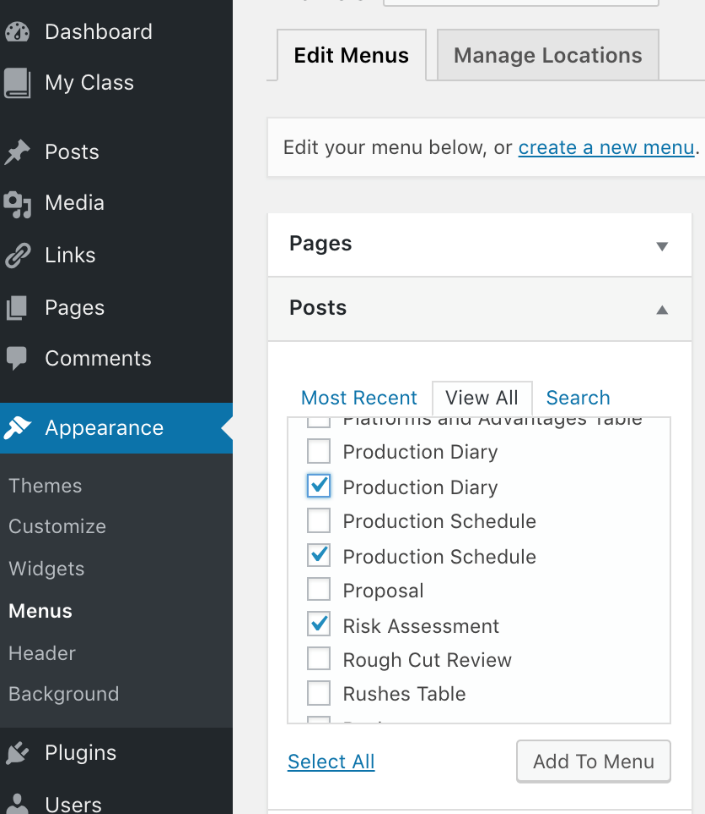 Dashboard
My Class
Posts
Media
Links
Pages
Comments
Appearance
Themes
Customize
Widgets
Menus
Header
Background
Plugins
Users
Edit Menus
Manage Locations
Edit your menu below, or create a new menu.
Pages
Posts
Most Recent
View All
Search
Platforms and Advantages Table
Production Diary
Production Diary
Production Schedule
Production Schedule
Proposal
Risk Assessment
Rough Cut Review
Rushes Table
Select All
Add To Menu